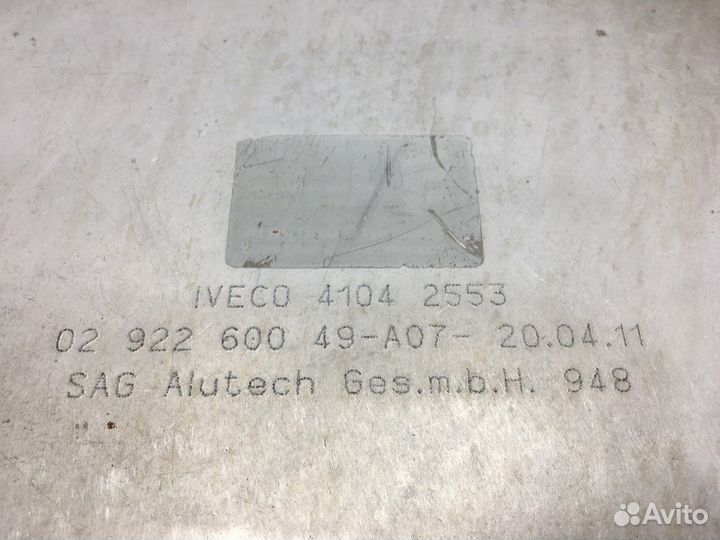 IVECO 4104 2553
02 922 600 49-A07- 20.04.11
SAG Alutech Ges.m.b.H. 948
Avito